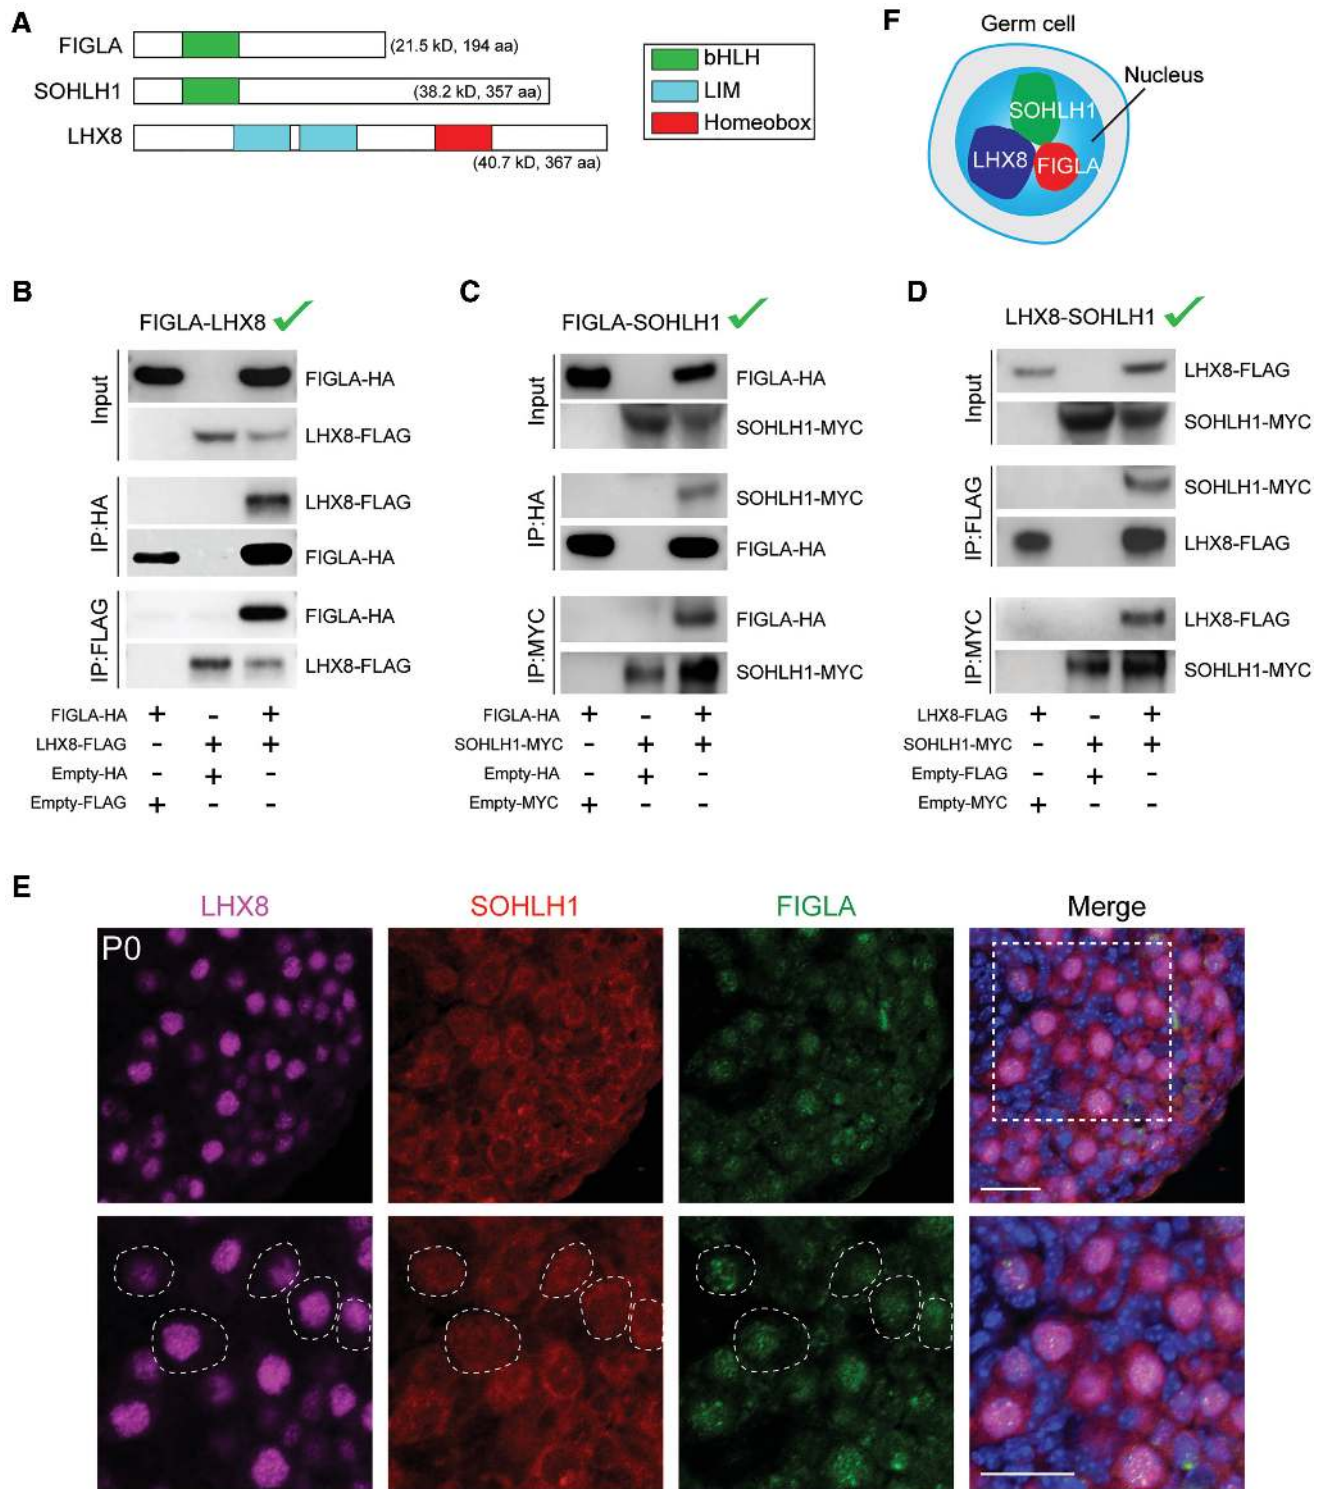 A
FIGLA
(21.5 kD, 194 aa)
SOHLH1
(38.2 kD, 357 aa)
LHX8
(40.7 kD, 367 aa)
bHLH
LIM
Homeobox
F
Germ cell
Nucleus
SOHLH1
LHX8
FIGLA
B
FIGLA-LHX8
Input
FIGLA-HA
LHX8-FLAG
IP:HA
LHX8-FLAG
FIGLA-HA
IP:FLAG
FIGLA-HA
LHX8-FLAG
FIGLA-HA + - +
LHX8-FLAG - + +
Empty-HA - + -
Empty-FLAG + - -
C
FIGLA-SOHLH1
Input
FIGLA-HA
SOHLH1-MYC
IP:HA
SOHLH1-MYC
FIGLA-HA
IP:MYC
FIGLA-HA
SOHLH1-MYC
FIGLA-HA + - +
SOHLH1-MYC - + +
Empty-HA - + -
Empty-MYC + - -
D
LHX8-SOHLH1
Input
LHX8-FLAG
SOHLH1-MYC
IP:FLAG
SOHLH1-MYC
LHX8-FLAG
IP:MYC
LHX8-FLAG
SOHLH1-MYC
LHX8-FLAG + - +
SOHLH1-MYC - + +
Empty-FLAG - + -
Empty-MYC + - -
E
LHX8
SOHLH1
FIGLA
Merge
P0